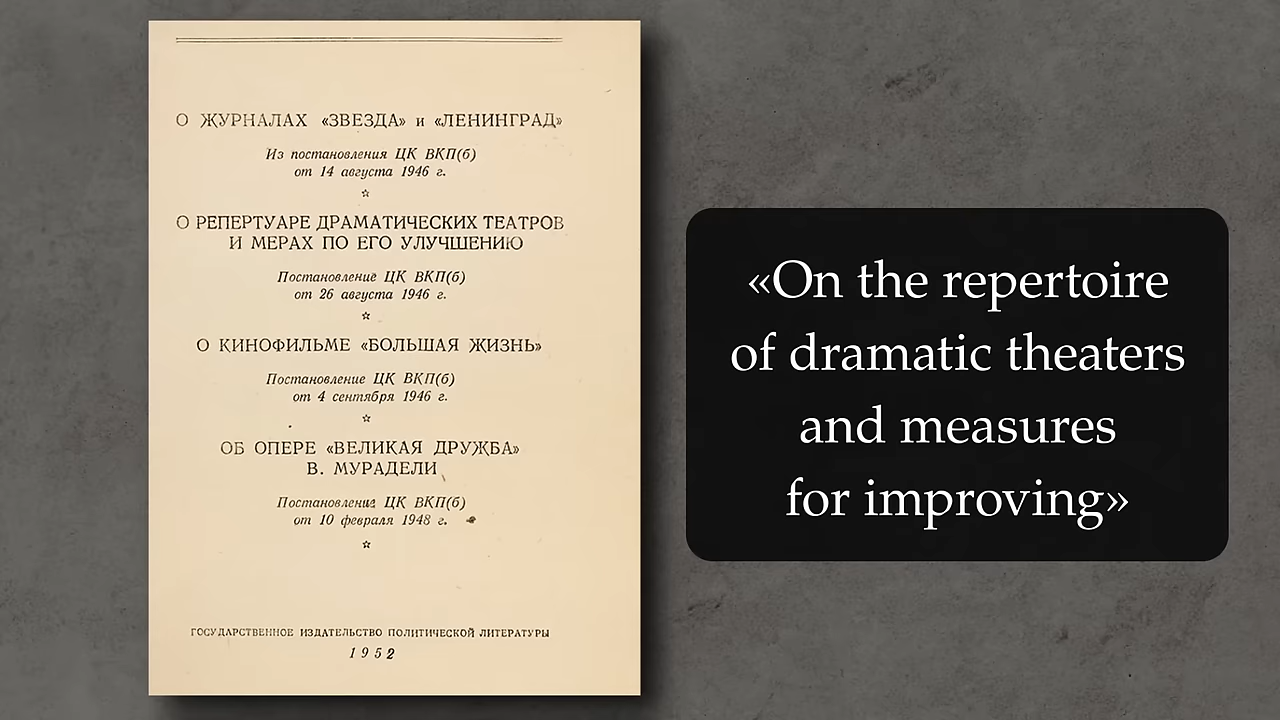 О ЖУРНАЛАХ «ЗВЕЗДА» и «ЛЕНИНГРАД»
Из постановления ЦК ВКП(б)
от 14 августа 1946 г.
☆
О РЕПЕРТУАРЕ ДРАМАТИЧЕСКИХ ТЕАТРОВ
И МЕРАХ ПО ЕГО УЛУЧШЕНИЮ
Постановление ЦК ВКП(б)
от 26 августа 1946 г.
☆
О КИНОФИЛЬМЕ «БОЛЬШАЯ ЖИЗНЬ»
Постановление ЦК ВКП(б)
от 4 сентября 1946 г.
☆
ОБ ОПЕРЕ «ВЕЛИКАЯ ДРУЖБА»
В. МУРАДЕЛИ
Постановление ЦК ВКП(б)
от 10 февраля 1948 г.
☆
ГОСУДАРСТВЕННОЕ ИЗДАТЕЛЬСТВО ПОЛИТИЧЕСКОЙ ЛИТЕРАТУРЫ
1952
«On the repertoire
of dramatic theaters
and measures
for improving»